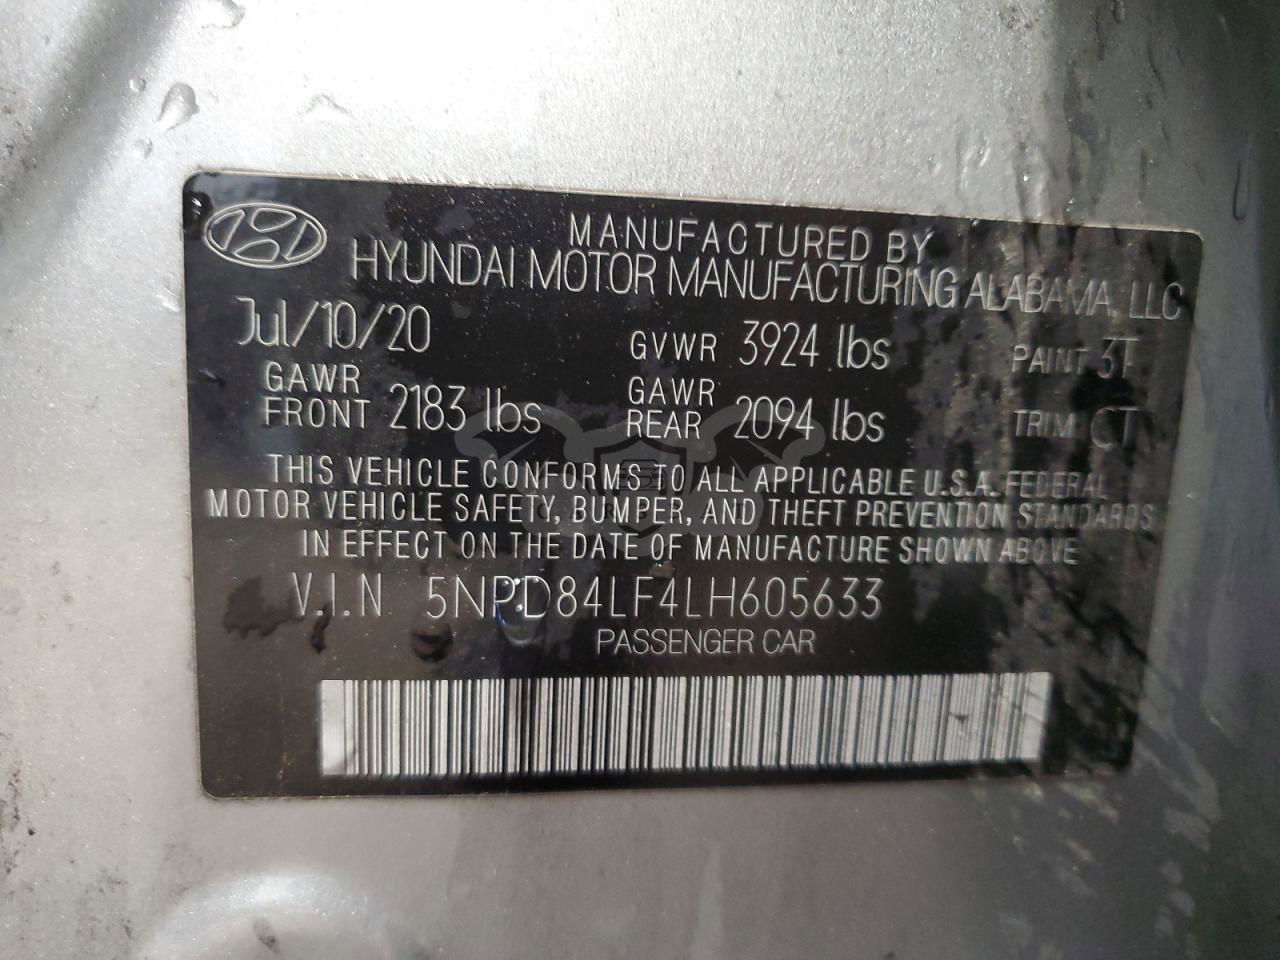 MANUFACTURED BY
HYUNDAI MOTOR MANUFACTURING ALABAMA, LLC
Jul/10/20 GVWR 3924 lbs PAINT 3T
GAWR FRONT 2183 lbs GAWR REAR 2094 lbs TRIM CT
THIS VEHICLE CONFORMS TO ALL APPLICABLE U.S.A. FEDERAL
MOTOR VEHICLE SAFETY, BUMPER, AND THEFT PREVENTION STANDARDS
IN EFFECT ON THE DATE OF MANUFACTURE SHOWN ABOVE
V.I.N 5NPD84LF4LH605633
PASSENGER CAR